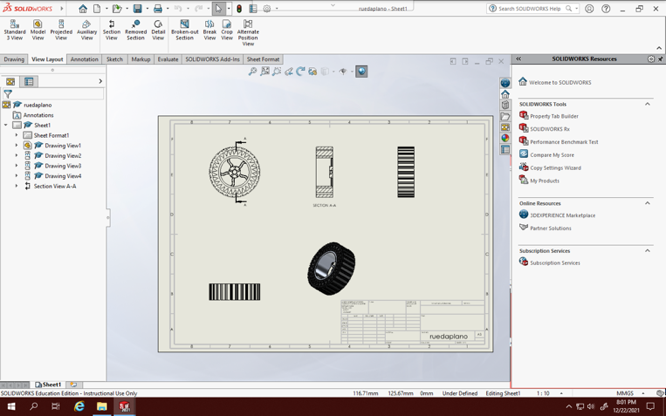 SOLIDWORKS
ruedaplano - Sheet1
Search SOLIDWORKS Help
Standard 3 View
Model View
Projected View
Auxiliary View
Section View
Removed Section
Detail View
Broken-out Section
Break View
Crop View
Alternate Position View
Drawing
View Layout
Annotation
Sketch
Markup
Evaluate
SOLIDWORKS Add-Ins
Sheet Format
SOLIDWORKS Resources
ruedaplano
Annotations
Sheet1
Sheet Format1
Drawing View1
Drawing View2
Drawing View3
Drawing View4
Section View A-A
SECTION A-A
ruedaplano
Welcome to SOLIDWORKS
SOLIDWORKS Tools
Property Tab Builder
SOLIDWORKS Rx
Performance Benchmark Test
Compare My Score
Copy Settings Wizard
My Products
Online Resources
3DEXPERIENCE Marketplace
Partner Solutions
Subscription Services
Subscription Services
Sheet1
SOLIDWORKS Education Edition - Instructional Use Only
116.71mm 125.67mm 0mm Under Defined Editing Sheet1 1 : 10 MMGS
8:01 PM
12/22/2021